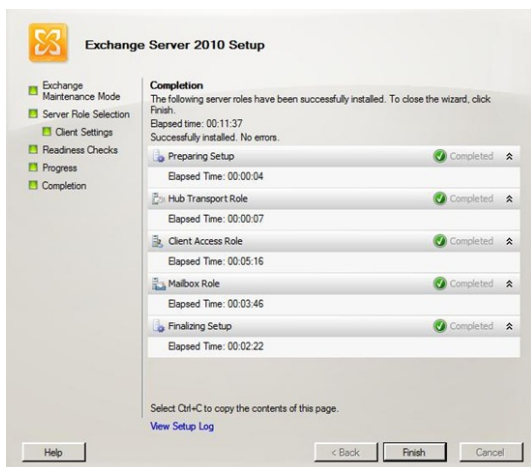 Exchange Server 2010 Setup
Exchange
Maintenance Mode
Server Role Selection
Client Settings
Readiness Checks
Progress
Completion
Completion
The following server roles have been successfully installed. To close the wizard, click
Finish.
Elapsed time: 00:11:37
Successfully installed. No errors.
Preparing Setup Completed
Elapsed Time: 00:00:04
Hub Transport Role Completed
Elapsed Time: 00:00:07
Client Access Role Completed
Elapsed Time: 00:05:16
Mailbox Role Completed
Elapsed Time: 00:03:46
Finalizing Setup Completed
Elapsed Time: 00:02:22
Select Ctrl+C to copy the contents of this page.
View Setup Log
Help < Back Finish Cancel